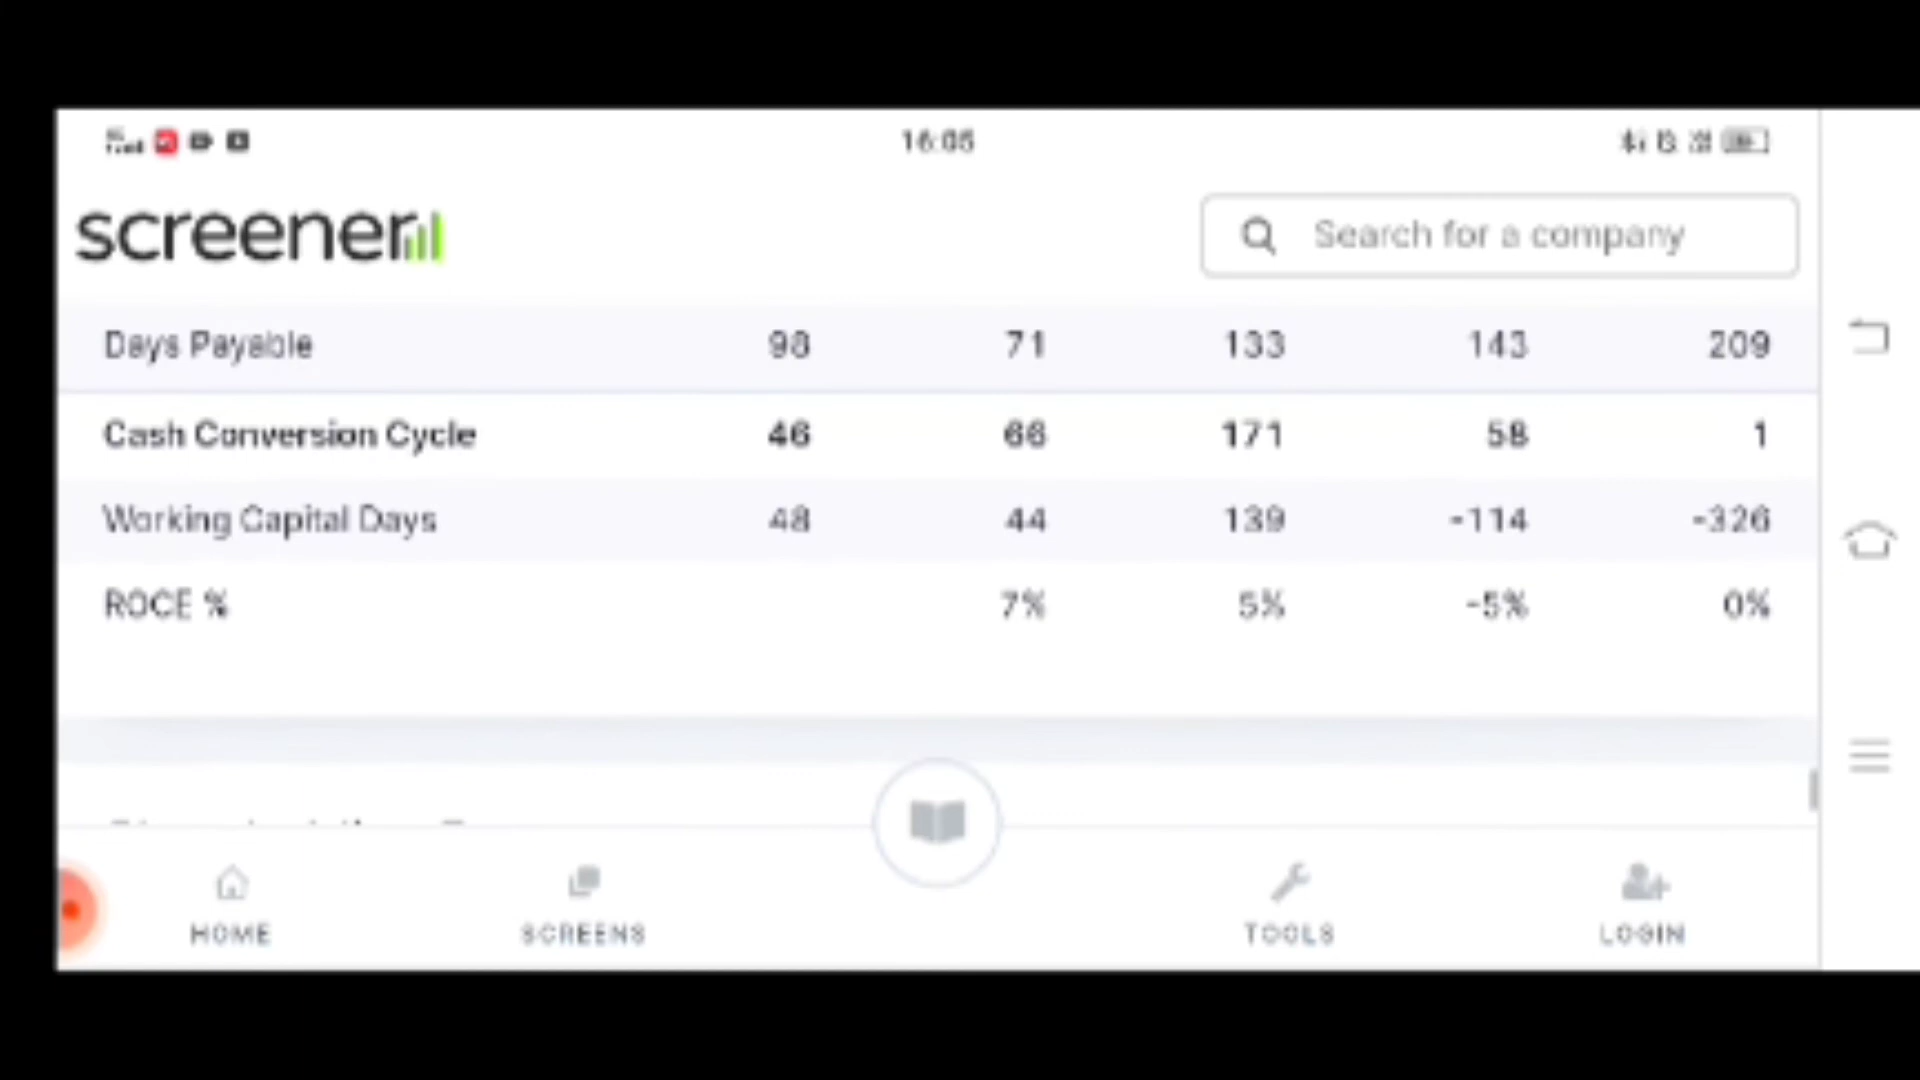 16:05
screener
Search for a company
Days Payable 98 71 133 143 209
Cash Conversion Cycle 46 66 171 58 1
Working Capital Days 48 44 139 -114 -326
ROCE % 7% 5% -5% 0%
HOME SCREENS TOOLS LOGIN